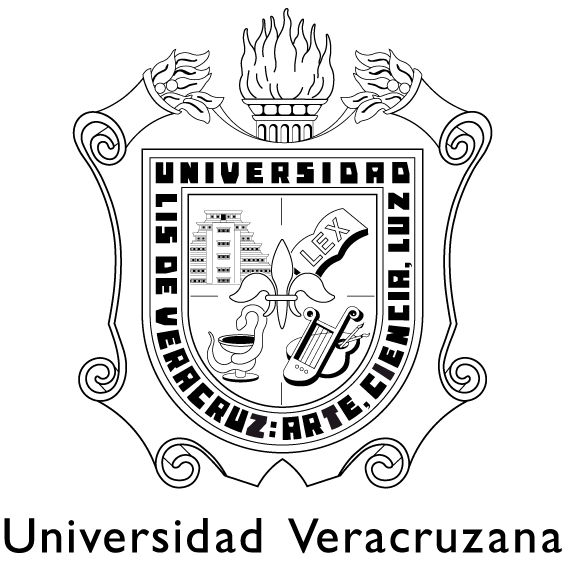 UNIVERSIDAD
LIS DE VERACRUZ: ARTE, CIENCIA, LUZ
LEX
Universidad Veracruzana